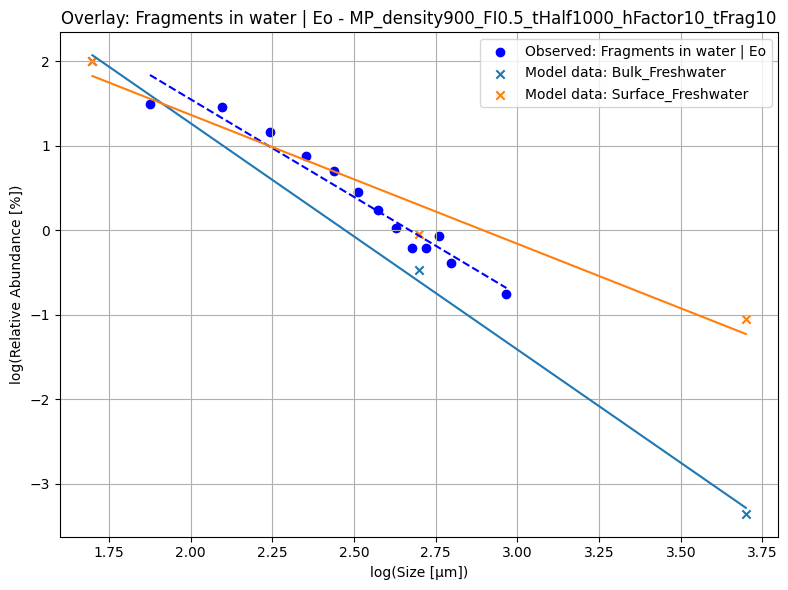 Overlay: Fragments in water | Eo - MP_density900_FI0.5_tHalf1000_hFactor10_tFrag10
Observed: Fragments in water | Eo
Model data: Bulk_Freshwater
Model data: Surface_Freshwater
log(Relative Abundance [%])
2
1
0
−1
−2
−3
1.75 2.00 2.25 2.50 2.75 3.00 3.25 3.50 3.75
log(Size [μm])